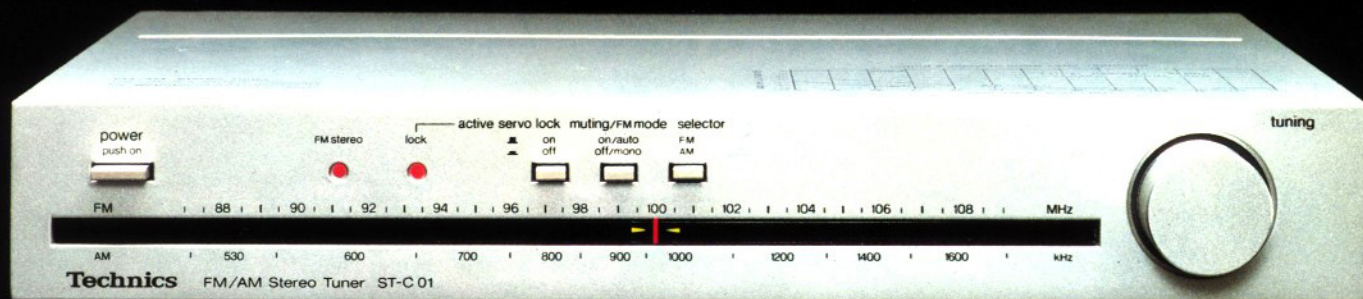 tuning
active servo lock muting/FM mode selector
power FM stereo lock on on/auto FM
push on off off/mono AM
FM 88 90 92 94 96 98 100 102 104 106 108 MHz
AM 530 600 700 800 900 1000 1200 1400 1600 kHz
Technics FM/AM Stereo Tuner ST-C01